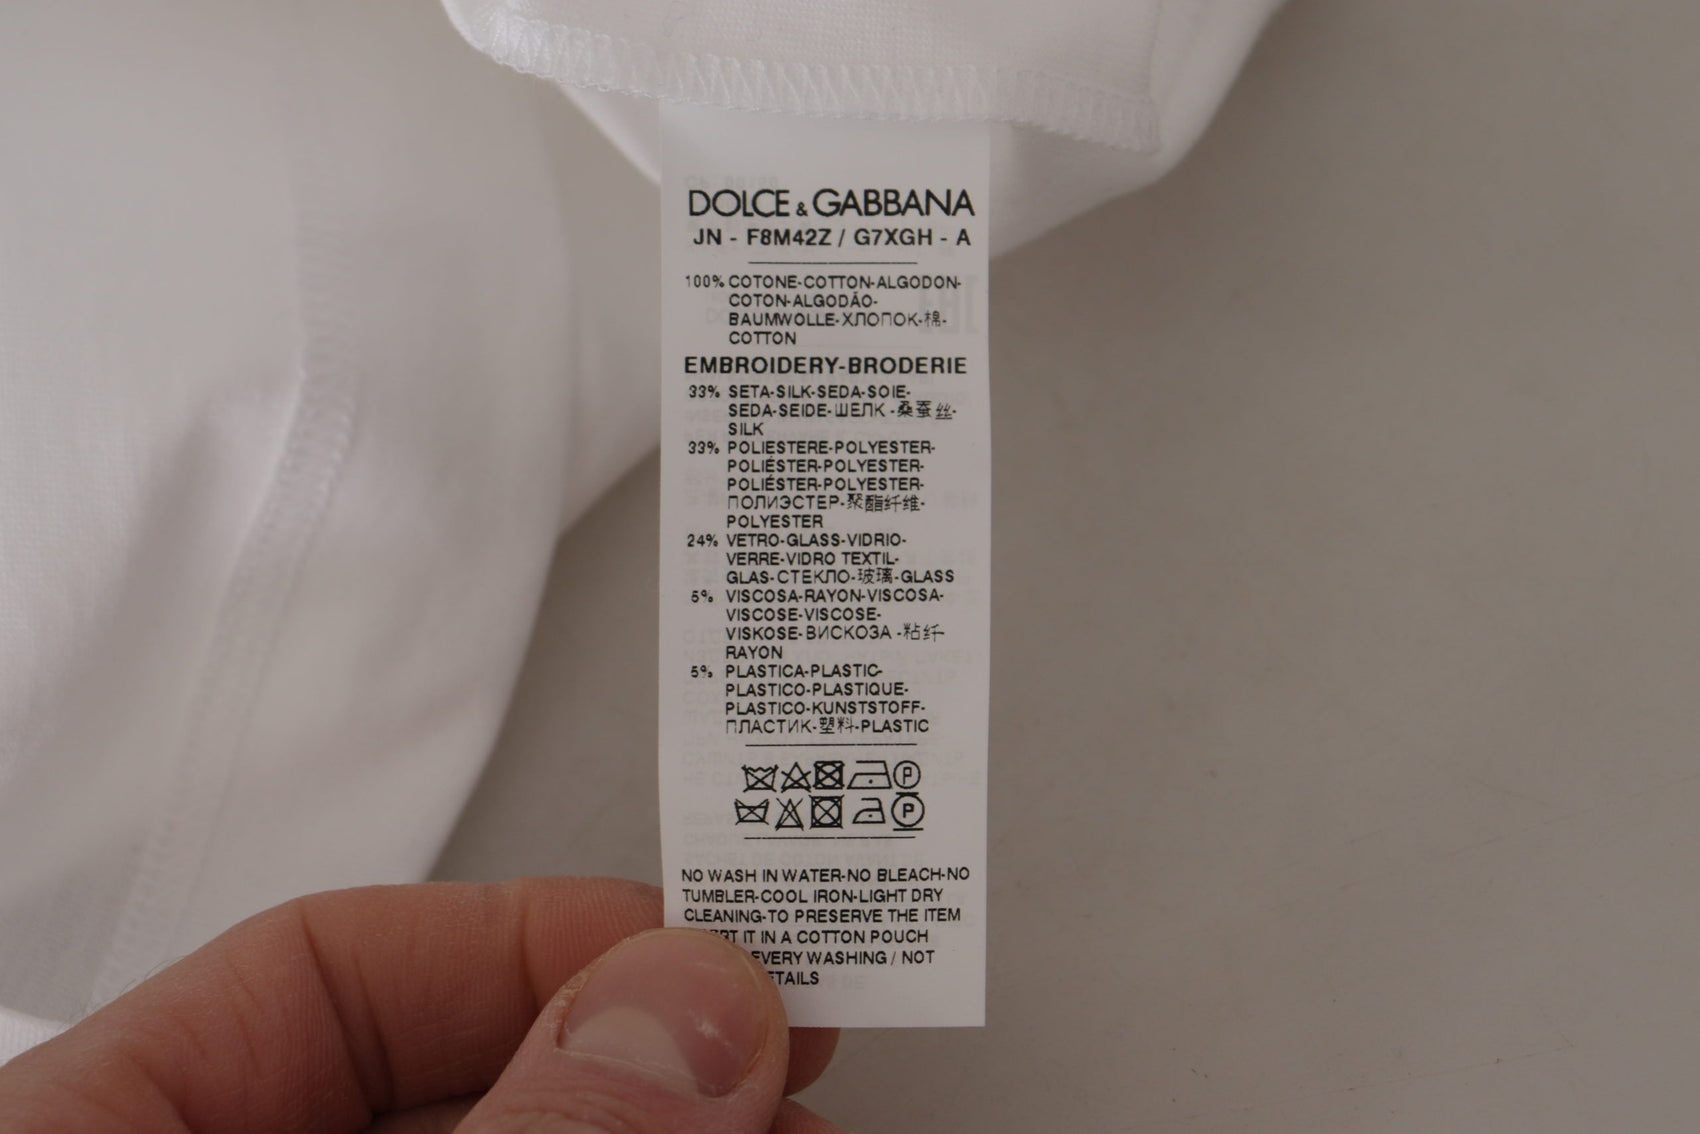 DOLCE & GABBANA
JN - F8M42Z / G7XGH - A
100% COTONE-COTTON-ALGODON-
COTON-ALGODÃO-
BAUMWOLLE-ХЛОПОК-棉-
COTTON
EMBROIDERY-BRODERIE
33% SETA-SILK-SEDA-SOIE-
SEDA-SEIDE-ШЕЛК-桑蚕丝-
SILK
33% POLIESTERE-POLYESTER-
POLIÉSTER-POLYESTER-
POLIÉSTER-POLYESTER-
ПОЛИЭСТЕР-聚酯纤维-
POLYESTER
24% VETRO-GLASS-VIDRIO-
VERRE-VIDRO TEXTIL-
GLAS-СТЕКЛО-玻璃-GLASS
5% VISCOSA-RAYON-VISCOSA-
VISCOSE-VISCOSE-
VISKOSE-ВИСКОЗА-粘纤-
RAYON
5% PLASTICA-PLASTIC-
PLASTICO-PLASTIQUE-
PLASTICO-KUNSTSTOFF-
ПЛАСТИК-塑料-PLASTIC
P
P
NO WASH IN WATER-NO BLEACH-NO
TUMBLER-COOL IRON-LIGHT DRY
CLEANING-TO PRESERVE THE ITEM
IT IN A COTTON POUCH
EVERY WASHING / NOT